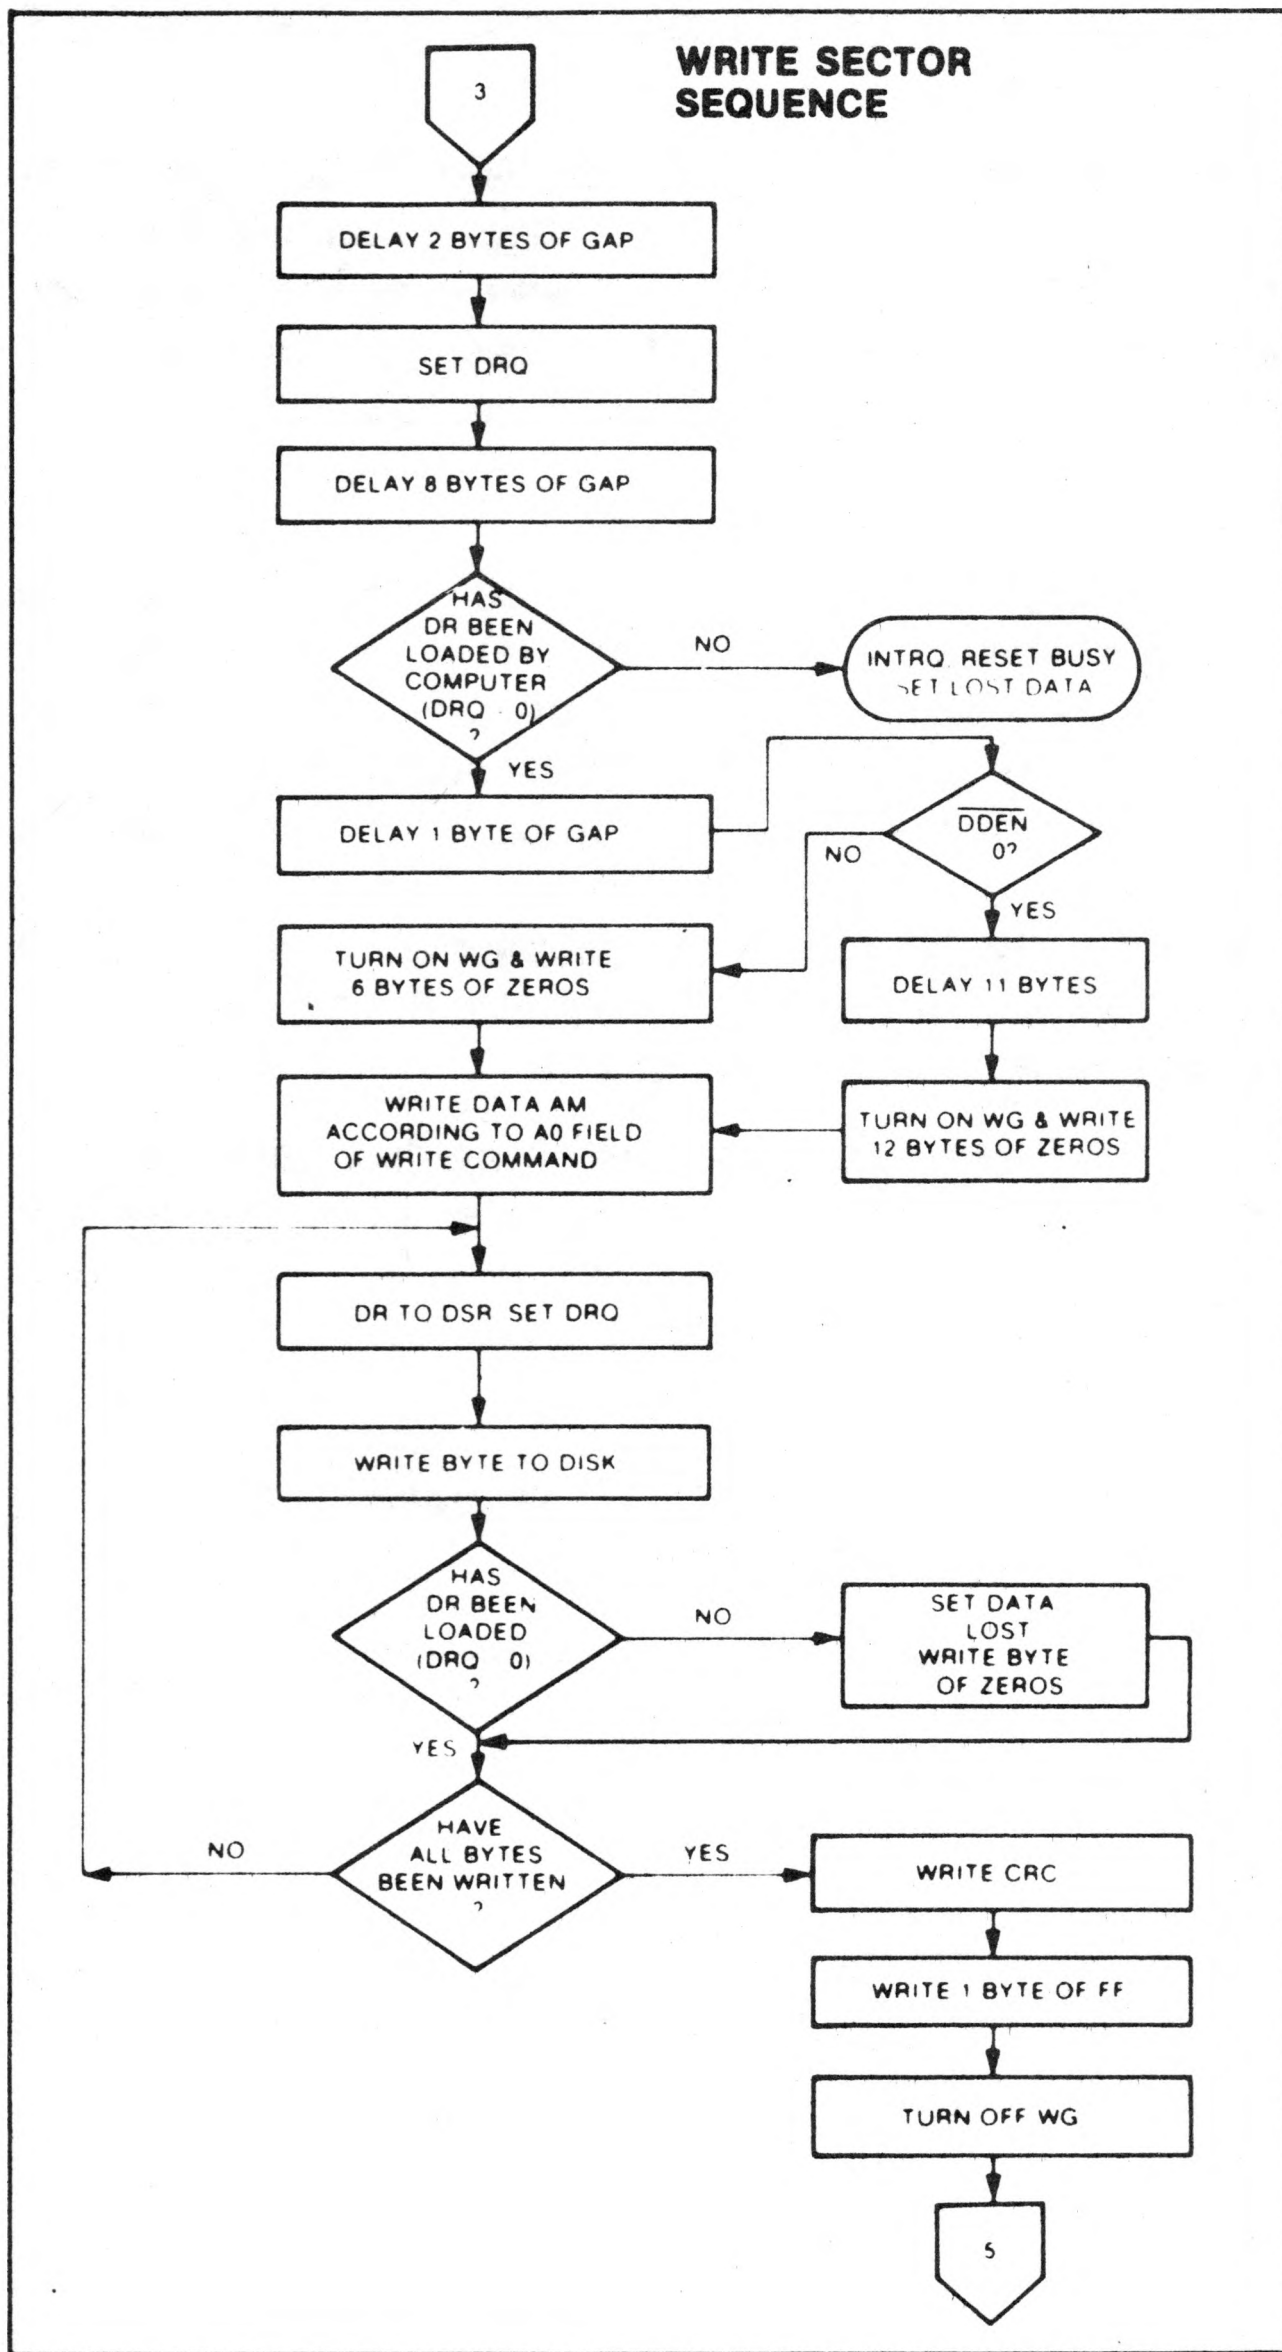 WRITE SECTOR
SEQUENCE
3
DELAY 2 BYTES OF GAP
SET DRQ
DELAY 8 BYTES OF GAP
HAS
DR BEEN
LOADED BY
COMPUTER
(DRQ 0)
?
NO
INTRQ RESET BUSY
SET LOST DATA
YES
DELAY 1 BYTE OF GAP
DDEN
0?
NO
YES
TURN ON WG & WRITE
6 BYTES OF ZEROS
DELAY 11 BYTES
WRITE DATA AM
ACCORDING TO A0 FIELD
OF WRITE COMMAND
TURN ON WG & WRITE
12 BYTES OF ZEROS
DR TO DSR SET DRQ
WRITE BYTE TO DISK
HAS
DR BEEN
LOADED
(DRQ 0)
?
NO
SET DATA
LOST
WRITE BYTE
OF ZEROS
YES
HAVE
ALL BYTES
BEEN WRITTEN
?
NO
YES
WRITE CRC
WRITE 1 BYTE OF FF
TURN OFF WG
5